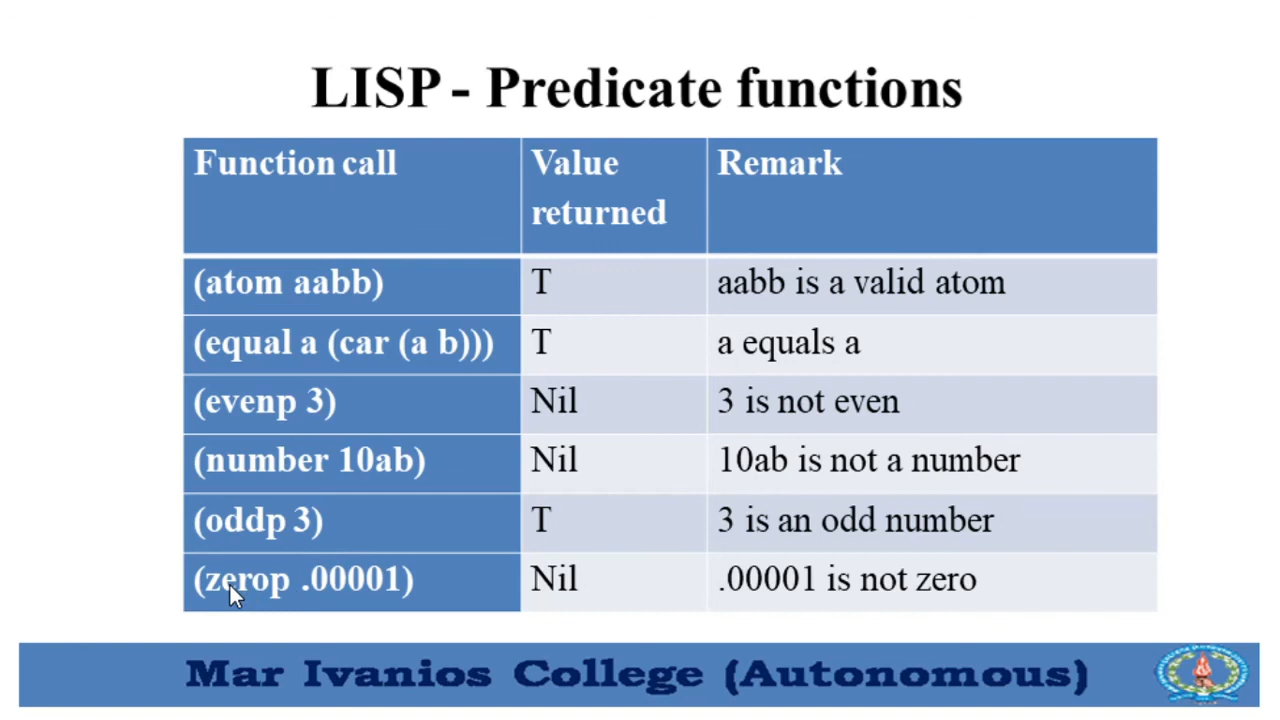 LISP - Predicate functions
Function call Value returned Remark
(atom aabb) T aabb is a valid atom
(equal a (car (a b))) T a equals a
(evenp 3) Nil 3 is not even
(number 10ab) Nil 10ab is not a number
(oddp 3) T 3 is an odd number
(zerop .00001) Nil .00001 is not zero
Mar Ivanios College (Autonomous)